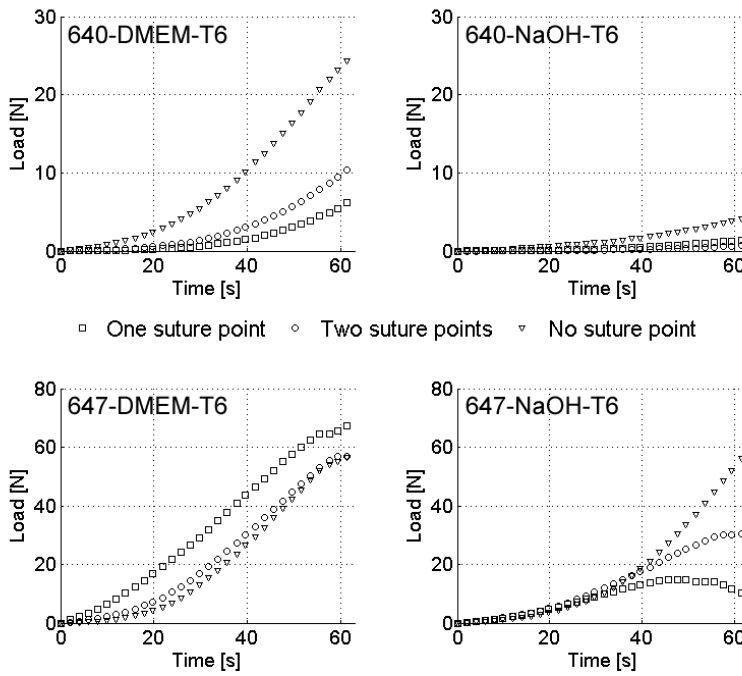 640-DMEM-T6
640-NaOH-T6
Load [N]
30
20
10
0
0 20 40 60
Time [s]
Load [N]
30
20
10
0
0 20 40 60
Time [s]
One suture point Two suture points No suture point
647-DMEM-T6
647-NaOH-T6
Load [N]
80
60
40
20
0
0 20 40 60
Time [s]
Load [N]
80
60
40
20
0
0 20 40 60
Time [s]